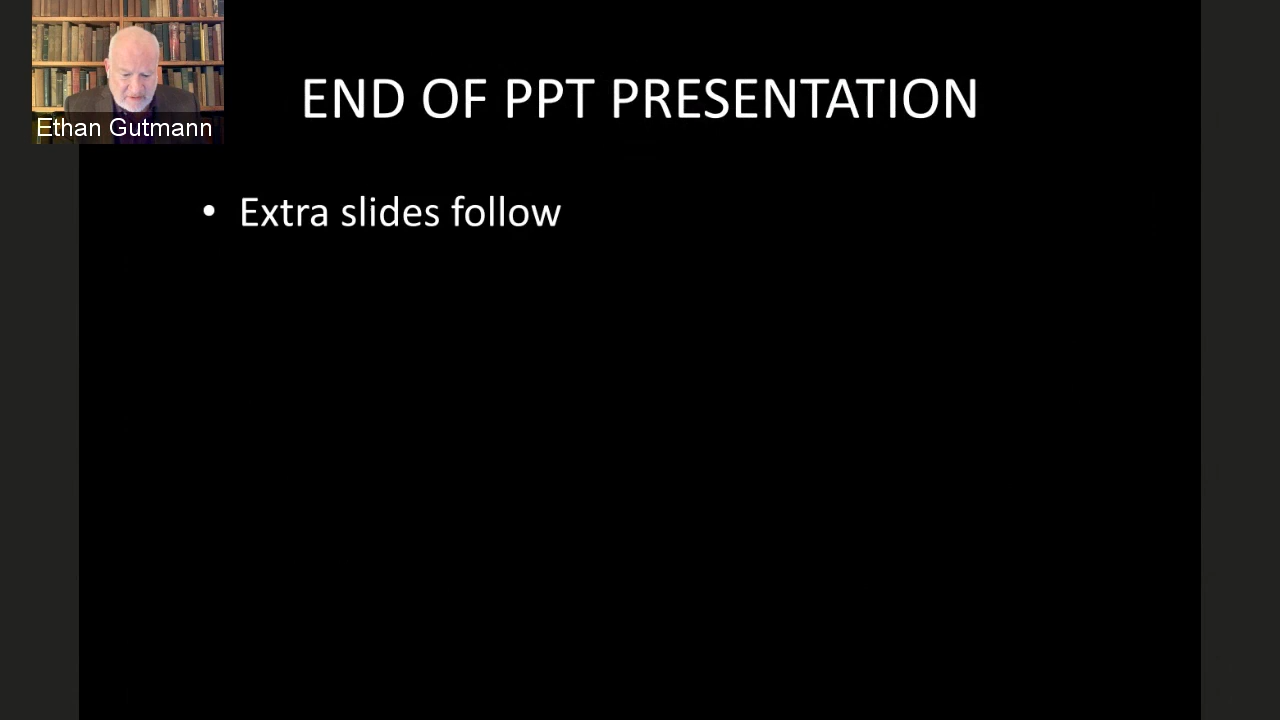 END OF PPT PRESENTATION
Ethan Gutmann
• Extra slides follow